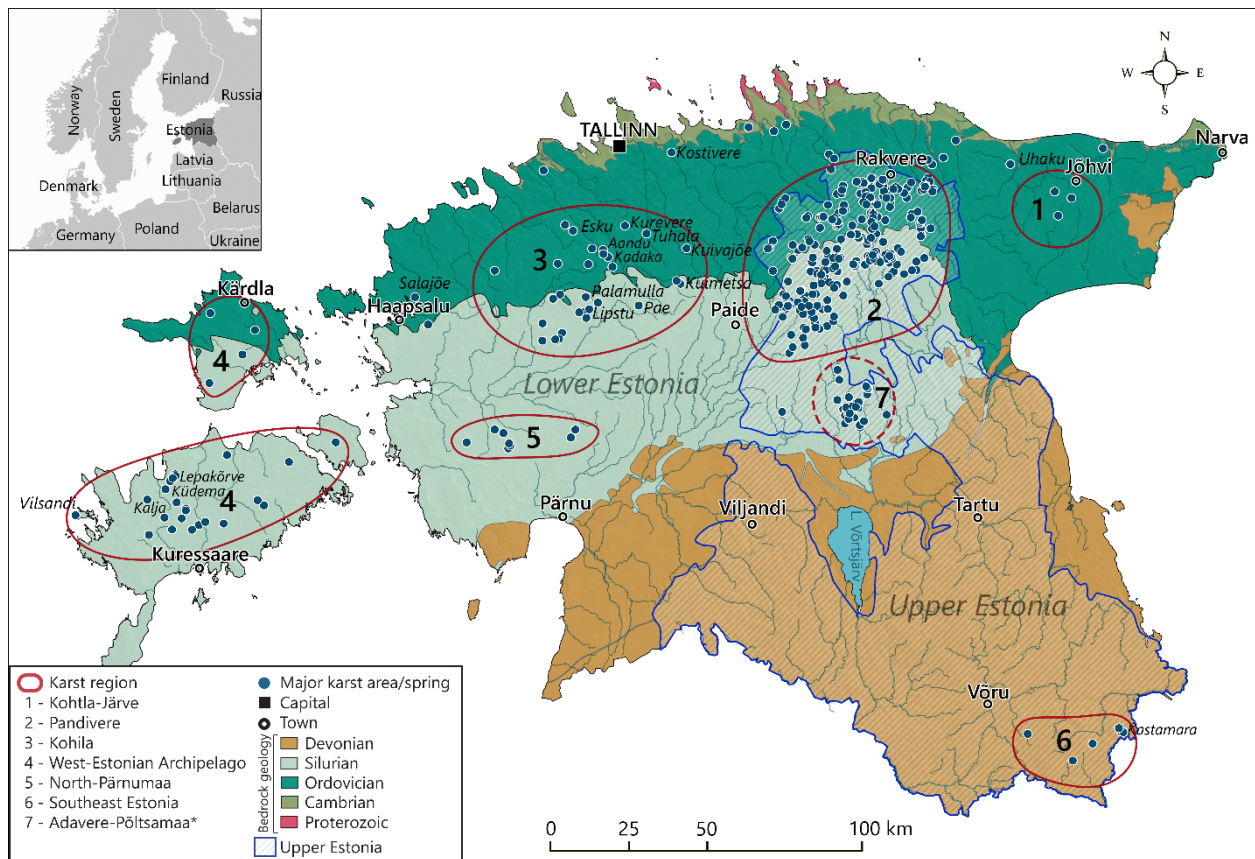 Norway
Sweden
Finland
Russia
Estonia
Latvia
Lithuania
Denmark
Belarus
Germany
Poland
Ukraine
N
W
E
S
TALLINN
Kostivere
Rakvere
Uhaku
Jõhvi
Narva
1
Esku
Kurevere
Tuhala
Aandu
Kuivajõe
Kadaka
3
Kuimetsa
Salajõe
Palamulla
Pae
Lipstu
Kärdla
Haapsalu
Paide
2
4
Lower Estonia
7
5
Lepakõrve
Küdema
Kalja
4
Vilsandi
Kuressaare
Pärnu
Viljandi
Tartu
L. Võrtsjärv
Upper Estonia
Võru
6
Kostamara
Karst region
1 - Kohtla-Järve
2 - Pandivere
3 - Kohila
4 - West-Estonian Archipelago
5 - North-Pärnumaa
6 - Southeast Estonia
7 - Adavere-Põltsamaa*
Major karst area/spring
Capital
Town
Bedrock geology
Devonian
Silurian
Ordovician
Cambrian
Proterozoic
Upper Estonia
0 25 50 100 km